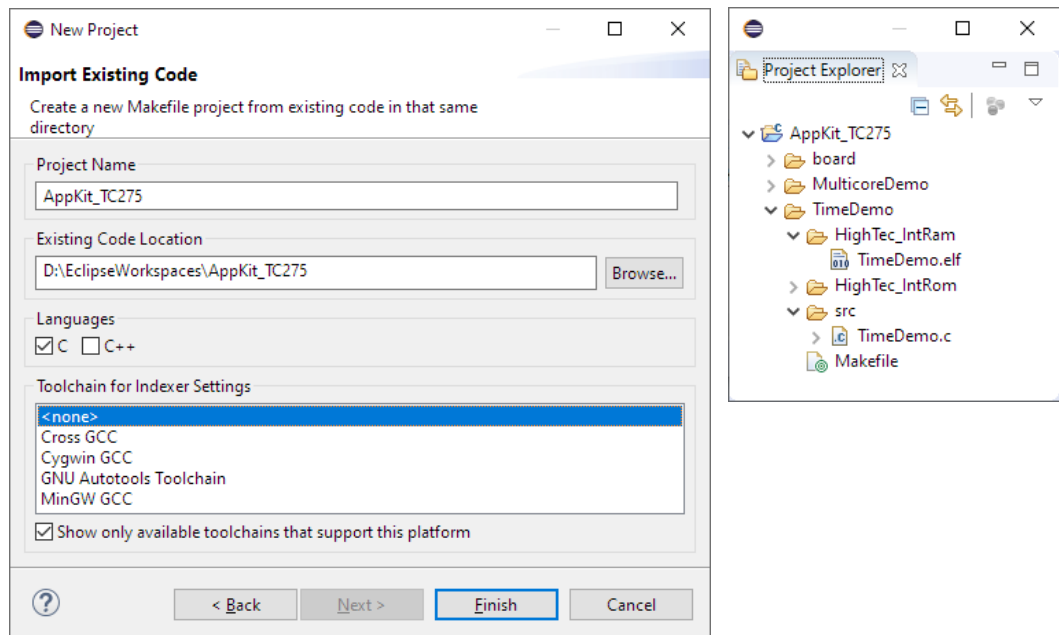 New Project
Import Existing Code
Create a new Makefile project from existing code in that same
directory
Project Name
AppKit_TC275
Existing Code Location
D:\EclipseWorkspaces\AppKit_TC275
Browse...
Languages
C C++
Toolchain for Indexer Settings
<none>
Cross GCC
Cygwin GCC
GNU Autotools Toolchain
MinGW GCC
Show only available toolchains that support this platform
? < Back Next > Finish Cancel
Project Explorer
AppKit_TC275
board
MulticoreDemo
TimeDemo
HighTec_IntRam
010 TimeDemo.elf
HighTec_IntRom
src
.c TimeDemo.c
Makefile